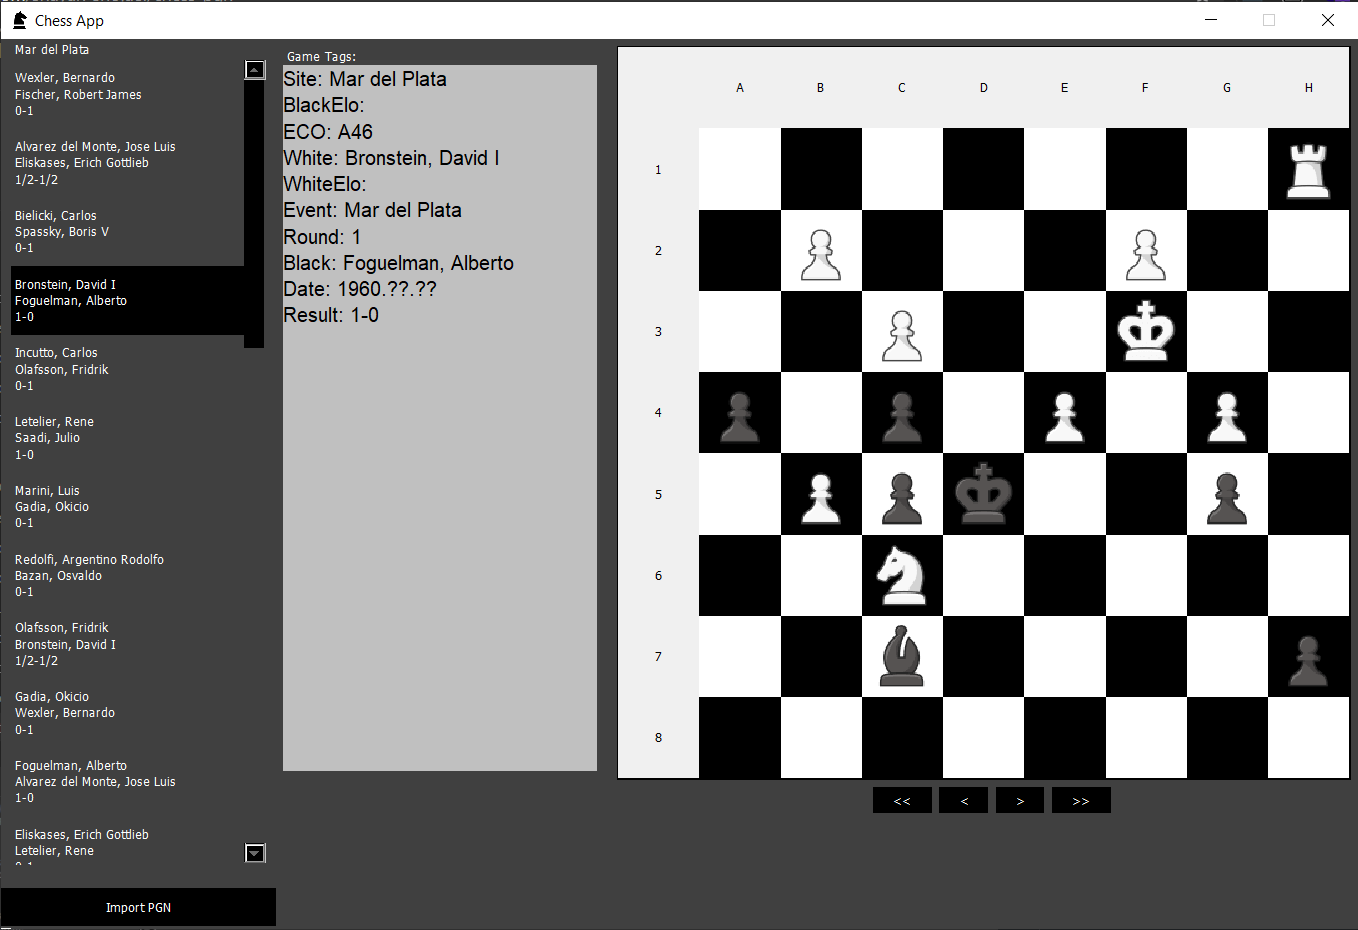 Chess App
Mar del Plata
Wexler, Bernardo
Fischer, Robert James
0-1
Alvarez del Monte, Jose Luis
Eliskases, Erich Gottlieb
1/2-1/2
Bielicki, Carlos
Spassky, Boris V
0-1
Bronstein, David I
Foguelman, Alberto
1-0
Incutto, Carlos
Olafsson, Fridrik
0-1
Letelier, Rene
Saadi, Julio
1-0
Marini, Luis
Gadia, Okicio
0-1
Redolfi, Argentino Rodolfo
Bazan, Osvaldo
0-1
Olafsson, Fridrik
Bronstein, David I
1/2-1/2
Gadia, Okicio
Wexler, Bernardo
0-1
Foguelman, Alberto
Alvarez del Monte, Jose Luis
1-0
Eliskases, Erich Gottlieb
Letelier, Rene
Import PGN
Game Tags:
Site: Mar del Plata
BlackElo:
ECO: A46
White: Bronstein, David I
WhiteElo:
Event: Mar del Plata
Round: 1
Black: Foguelman, Alberto
Date: 1960.??.??
Result: 1-0
A B C D E F G H
1
2
3
4
5
6
7
8
<< < > >>